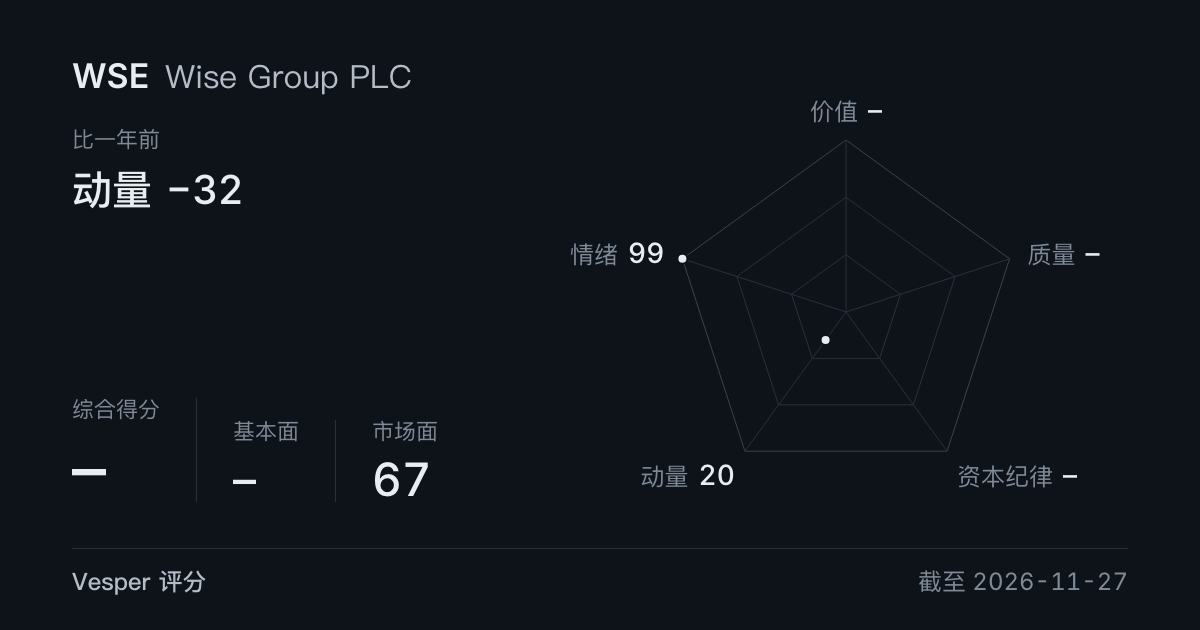 WSE Wise Group PLC
比一年前
动量 −32
价值 –
情绪 99
质量 –
动量 20
资本纪律 –
综合得分
–
基本面
–
市场面
67
Vesper 评分
截至 2026-11-27